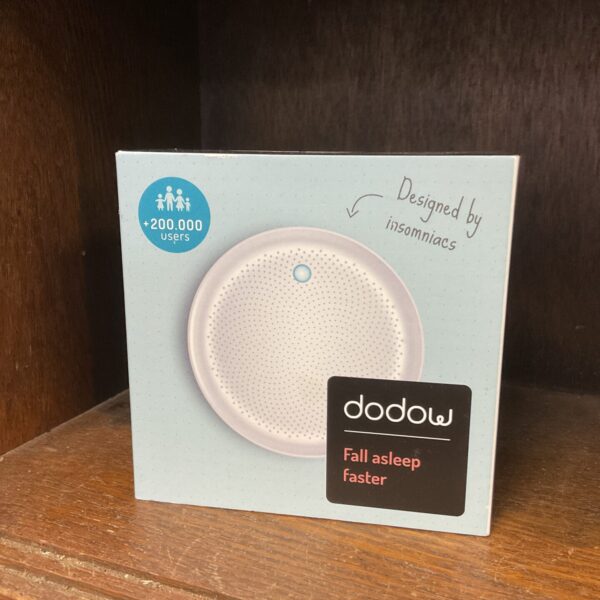 +200.000
users
Designed by
insomniacs
dodow
Fall asleep
faster